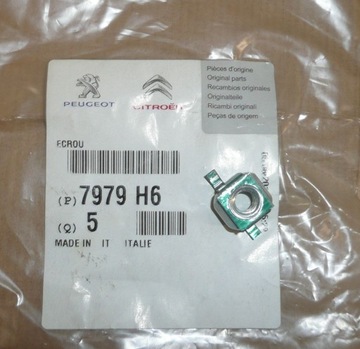 PEUGEOT
CITROËN
Pièces d'origine
Original parts
Recambios originales
Originalteile
Ricambi originali
Peças de origem
ECROU
(P) 7979 H6
(Q) 5
MADE IN IT ITALIE